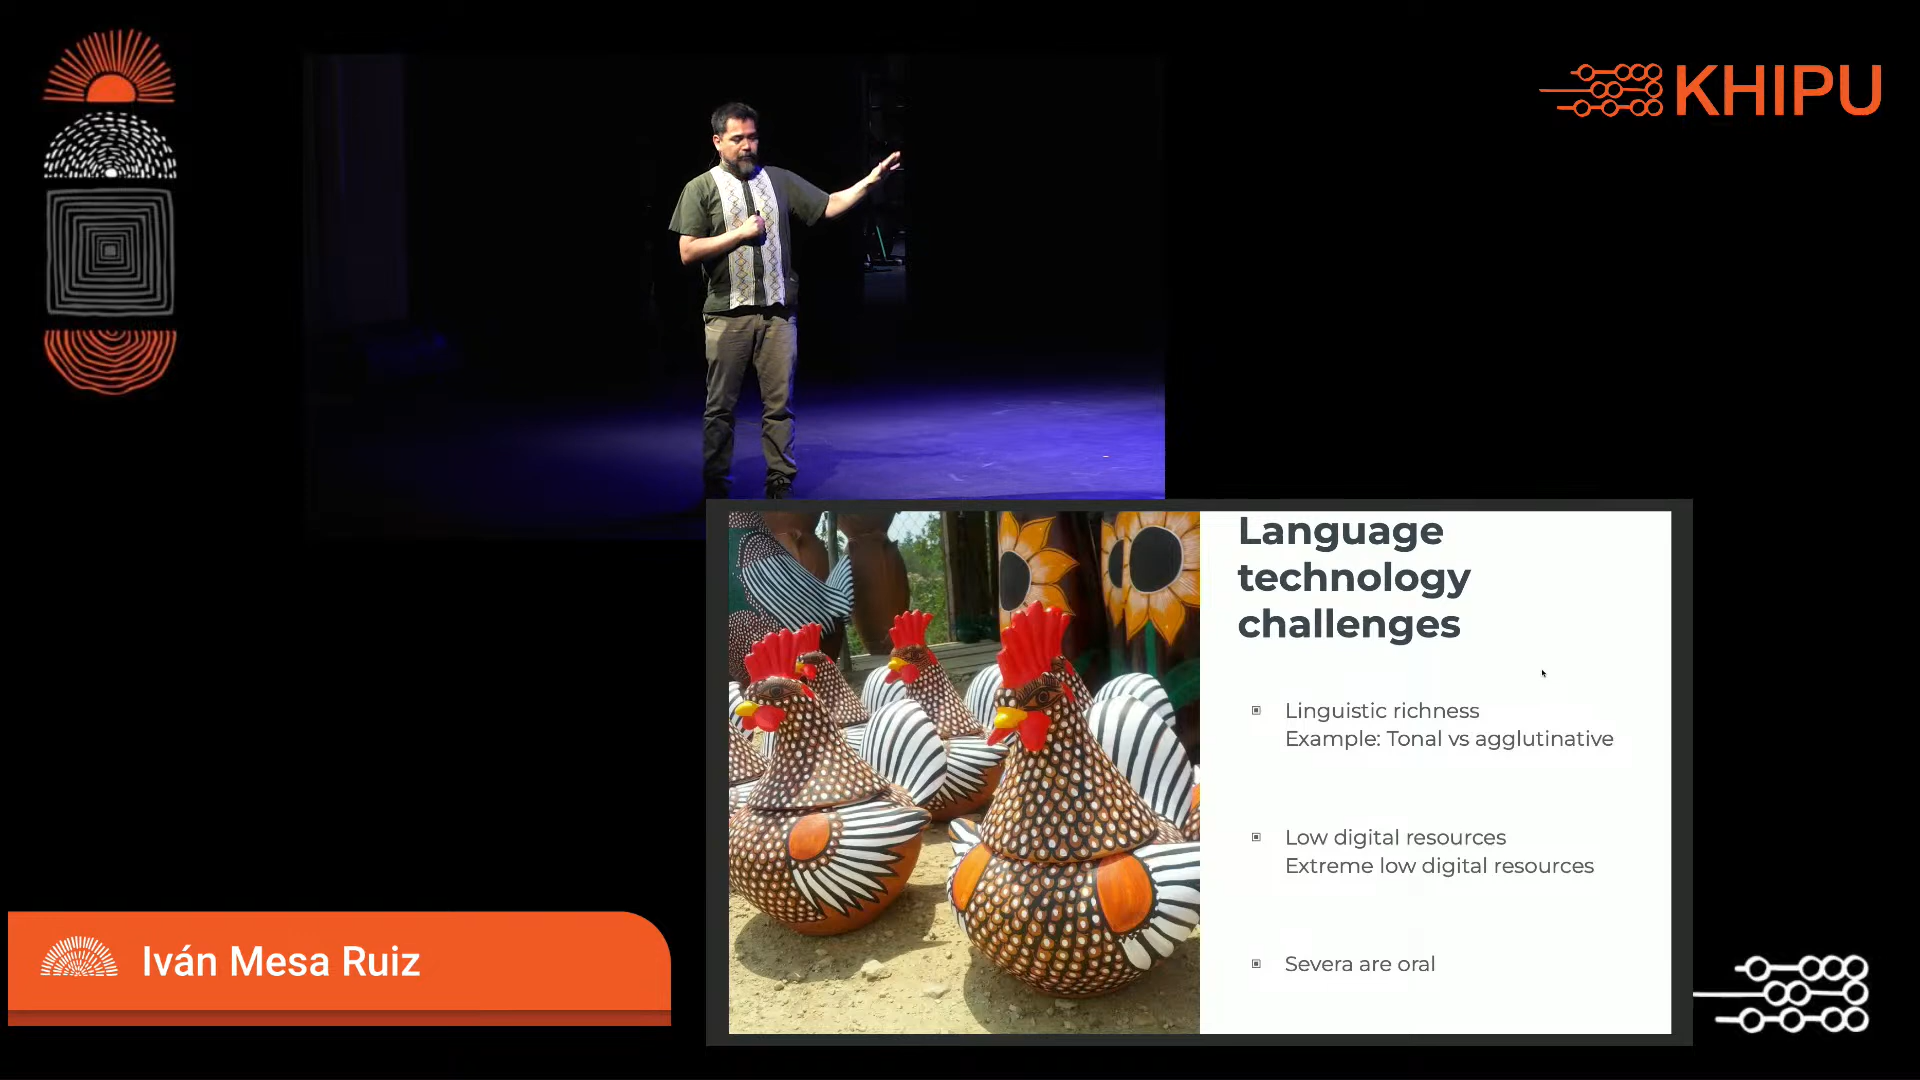 KHIPU
Language
technology
challenges
Linguistic richness
Example: Tonal vs agglutinative
Low digital resources
Extreme low digital resources
Severa are oral
Iván Mesa Ruiz